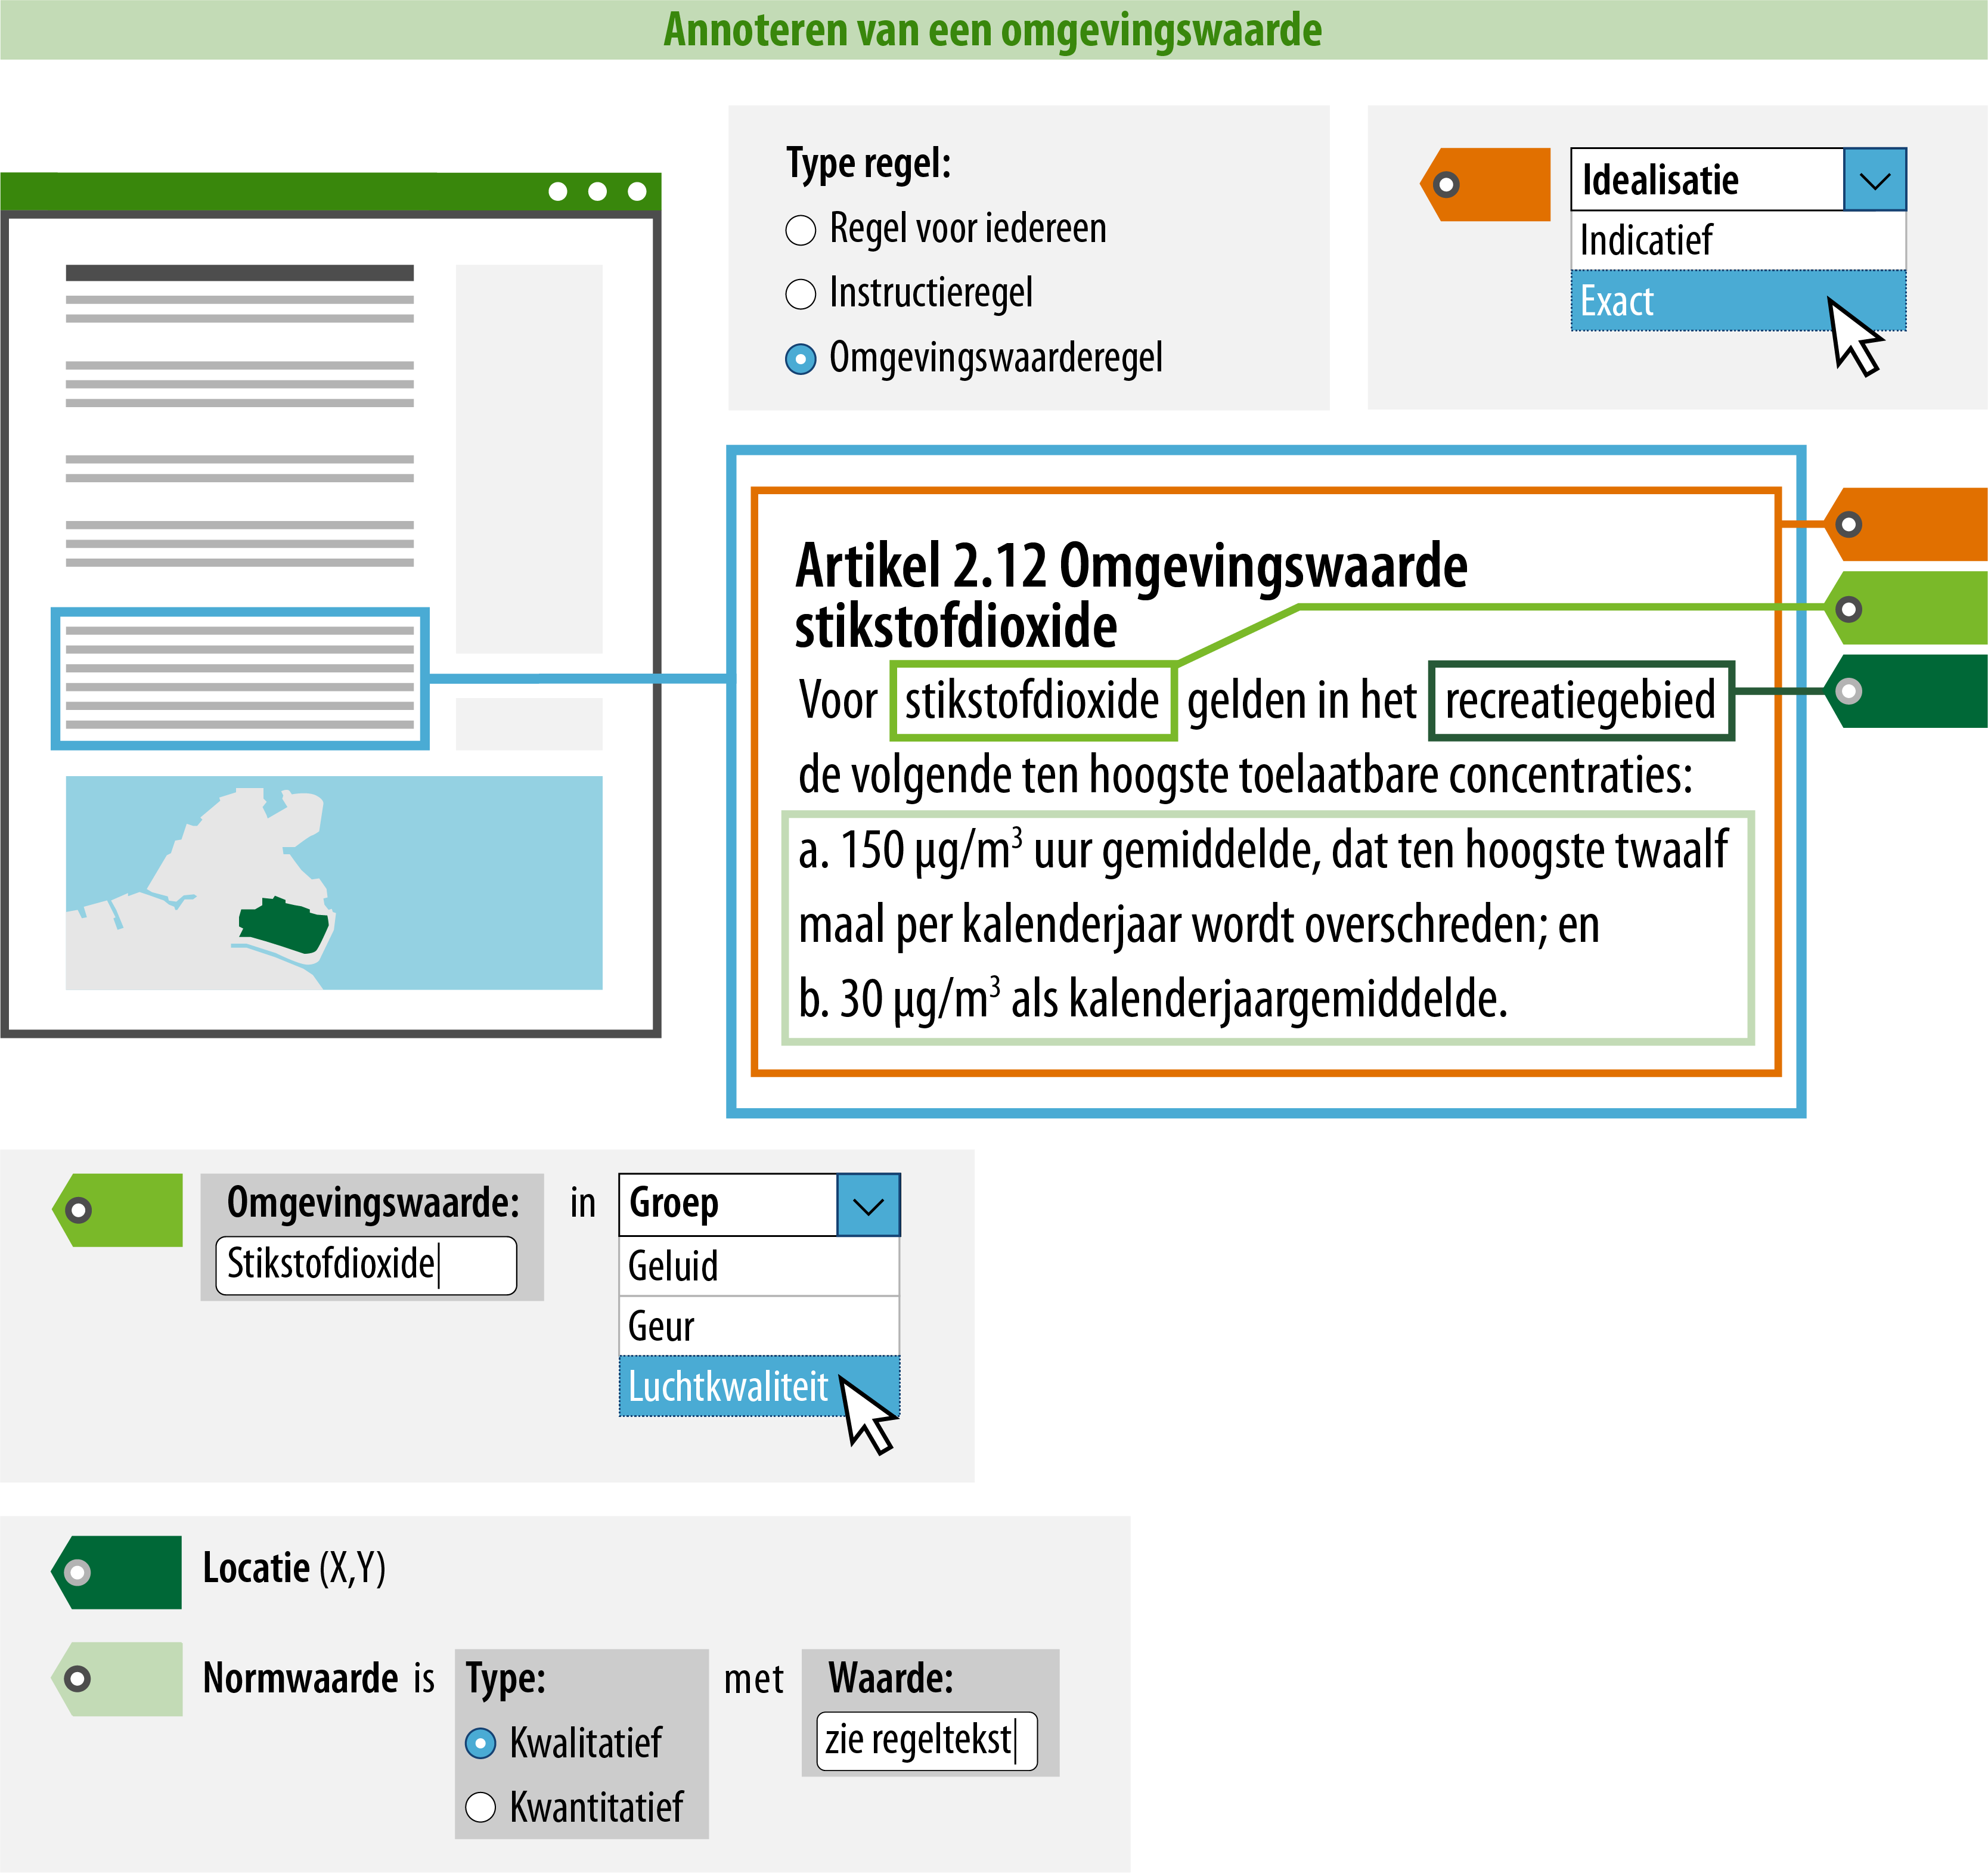 Annoteren van een omgevingswaarde
Type regel:
Regel voor iedereen
Instructieregel
Omgevingswaarderegel
Idealisatie
Indicatief
Exact
Artikel 2.12 Omgevingswaarde
stikstofdioxide
Voor stikstofdioxide gelden in het recreatiegebied
de volgende ten hoogste toelaatbare concentraties:
a. 150 µg/m³ uur gemiddelde, dat ten hoogste twaalf
maal per kalenderjaar wordt overschreden; en
b. 30 µg/m³ als kalenderjaargemiddelde.
Omgevingswaarde: in Groep
Stikstofdioxide
Geluid
Geur
Luchtkwaliteit
Locatie (X,Y)
Normwaarde is Type: met Waarde:
Kwalitatief
zie regeltekst
Kwantitatief